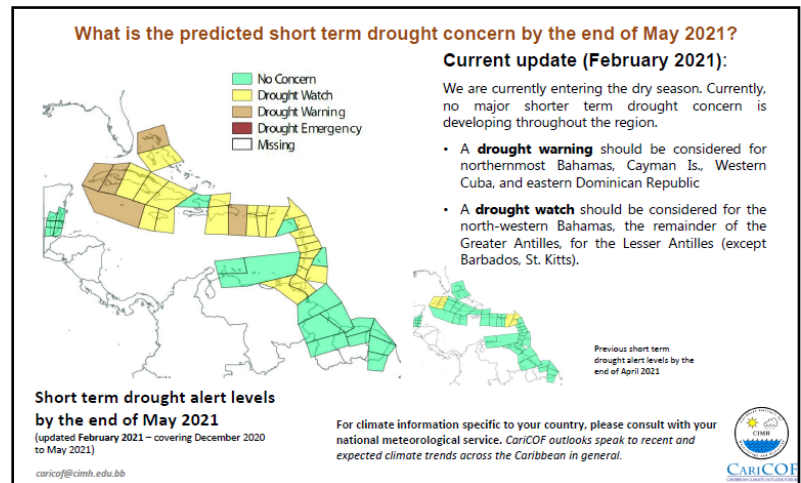 What is the predicted short term drought concern by the end of May 2021?
No Concern
Drought Watch
Drought Warning
Drought Emergency
Missing
Current update (February 2021):
We are currently entering the dry season. Currently,
no major shorter term drought concern is
developing throughout the region.
• A drought warning should be considered for
northernmost Bahamas, Cayman Is., Western
Cuba, and eastern Dominican Republic
• A drought watch should be considered for the
north-western Bahamas, the remainder of the
Greater Antilles, for the Lesser Antilles (except
Barbados, St. Kitts).
Previous short term
drought alert levels by the
end of April 2021
Short term drought alert levels
by the end of May 2021
(updated February 2021 – covering December 2020
to May 2021)
caricof@cimh.edu.bb
For climate information specific to your country, please consult with your
national meteorological service. CariCOF outlooks speak to recent and
expected climate trends across the Caribbean in general.
CIMH
CARICOF
CARIBBEAN CLIMATE OUTLOOK FORUM